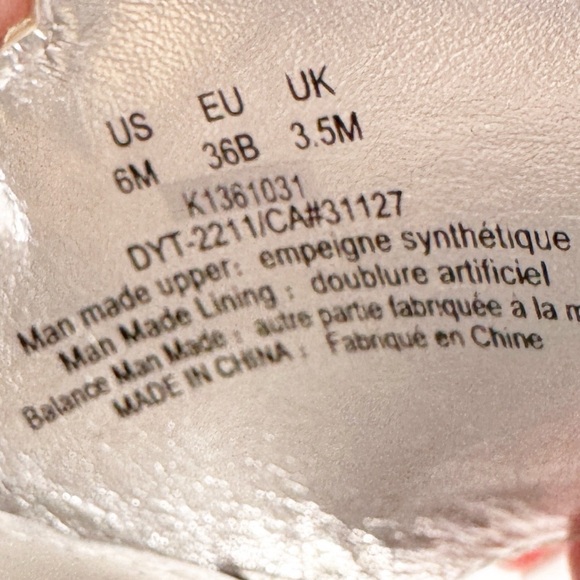 US EU UK
6M 36B 3.5M
K1361031
DYT-2211/CA#31127
Man made upper: empeigne synthétique
Man Made Lining : doublure artificiel
Balance Man Made : autre partie fabriquée à la m
MADE IN CHINA : Fabriqué en Chine